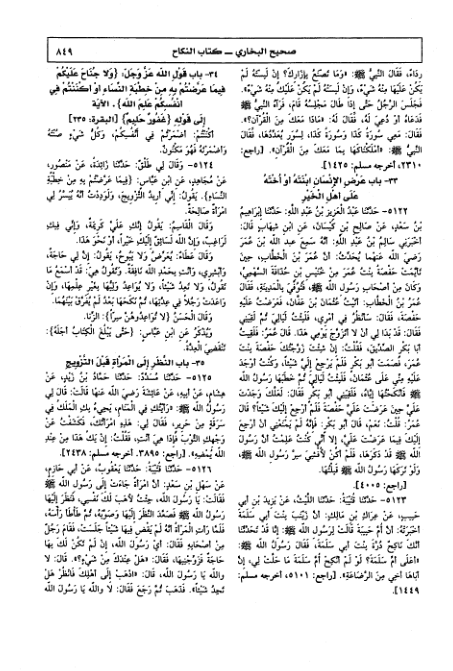 صحيح البخاري ــ كتاب النكاح
٨٤٩
رداء، فَقَالَ النبيُّ ﷺ: «وَمَا تَصْنَعُ بِإِزَارِكَ؟ إِنْ لَبِسْتَهُ لَمْ
يَكُنْ عَلَيْهَا مِنْهُ شَيْءٌ، وَإِنْ لَبِسَتْهُ لَمْ يَكُنْ عَلَيْكَ مِنْهُ شَيْءٌ».
فَجَلَسَ الرَّجُلُ حَتَّى إِذَا طَالَ مَجْلِسُهُ قَامَ، فَرَآهُ النَّبِيُّ ﷺ
فَدَعَاهُ أَوْ دُعِيَ لَهُ، فَقَالَ لَهُ: «مَاذَا مَعَكَ مِنَ الْقُرْآنِ؟».
فَقَالَ: مَعِي سُورَةُ كَذَا وَسُورَةُ كَذَا، لِسُوَرٍ يُعَدِّدُهَا، فَقَالَ
النَّبِيُّ ﷺ: «أَمْلَكْنَاكَهَا بِمَا مَعَكَ مِنَ الْقُرْآنِ». [راجع:
٢٣١٠، أخرجه مسلم: ١٤٢٥].
٣٣- باب عَرْضِ الْإِنْسَانِ ابْنَتَهُ أَوْ أُخْتَهُ
عَلَى أَهْلِ الْخَيْرِ
٥١٢٢- حَدَّثَنَا عَبْدُ الْعَزِيزِ بْنُ عَبْدِ اللَّهِ: حَدَّثَنَا إِبْرَاهِيمُ
بْنُ سَعْدٍ، عَنْ صَالِحِ بْنِ كَيْسَانَ، عَنِ ابْنِ شِهَابٍ قَالَ:
أَخْبَرَنِي سَالِمُ بْنُ عَبْدِ اللَّهِ: أَنَّهُ سَمِعَ عَبْدَ اللَّهِ بْنَ عُمَرَ
رَضِيَ اللَّهُ عَنْهُمَا يُحَدِّثُ: أَنَّ عُمَرَ بْنَ الْخَطَّابِ، حِينَ
تَأَيَّمَتْ حَفْصَةُ بِنْتُ عُمَرَ مِنْ خُنَيْسِ بْنِ حُذَافَةَ السَّهْمِيِّ،
وَكَانَ مِنْ أَصْحَابِ رَسُولِ اللَّهِ ﷺ، فَتُوُفِّيَ بِالْمَدِينَةِ، فَقَالَ
عُمَرُ بْنُ الْخَطَّابِ: أَتَيْتُ عُثْمَانَ بْنَ عَفَّانَ، فَعَرَضْتُ عَلَيْهِ
حَفْصَةَ، فَقَالَ: سَأَنْظُرُ فِي أَمْرِي، فَلَبِثْتُ لَيَالِيَ ثُمَّ لَقِيَنِي
فَقَالَ: قَدْ بَدَا لِي أَنْ لَا أَتَزَوَّجَ يَوْمِي هَذَا. قَالَ عُمَرُ: فَلَقِيتُ
أَبَا بَكْرٍ الصِّدِّيقَ، فَقُلْتُ: إِنْ شِئْتَ زَوَّجْتُكَ حَفْصَةَ بِنْتَ
عُمَرَ، فَصَمَتَ أَبُو بَكْرٍ فَلَمْ يَرْجِعْ إِلَيَّ شَيْئًا، وَكُنْتُ أَوْجَدَ
عَلَيْهِ مِنِّي عَلَى عُثْمَانَ، فَلَبِثْتُ لَيَالِيَ ثُمَّ خَطَبَهَا رَسُولُ اللَّهِ
ﷺ فَأَنْكَحْتُهَا إِيَّاهُ، فَلَقِيَنِي أَبُو بَكْرٍ فَقَالَ: لَعَلَّكَ وَجَدْتَ
عَلَيَّ حِينَ عَرَضْتَ عَلَيَّ حَفْصَةَ فَلَمْ أَرْجِعْ إِلَيْكَ شَيْئًا؟ قَالَ
عُمَرُ: قُلْتُ: نَعَمْ، قَالَ أَبُو بَكْرٍ: فَإِنَّهُ لَمْ يَمْنَعْنِي أَنْ أَرْجِعَ
إِلَيْكَ فِيمَا عَرَضْتَ عَلَيَّ، إِلَّا أَنِّي كُنْتُ عَلِمْتُ أَنَّ رَسُولَ
اللَّهِ ﷺ قَدْ ذَكَرَهَا، فَلَمْ أَكُنْ لِأُفْشِيَ سِرَّ رَسُولِ اللَّهِ ﷺ،
وَلَوْ تَرَكَهَا رَسُولُ اللَّهِ ﷺ قَبِلْتُهَا.
[راجع: ٤٠٠٥].
٥١٢٣- حَدَّثَنَا قُتَيْبَةُ: حَدَّثَنَا اللَّيْثُ، عَنْ يَزِيدَ بْنِ أَبِي
حَبِيبٍ، عَنْ عِرَاكِ بْنِ مَالِكٍ: أَنَّ زَيْنَبَ بِنْتَ أَبِي سَلَمَةَ
أَخْبَرَتْهُ: أَنَّ أُمَّ حَبِيبَةَ قَالَتْ لِرَسُولِ اللَّهِ ﷺ: إِنَّا قَدْ تَحَدَّثْنَا
أَنَّكَ نَاكِحٌ دُرَّةَ بِنْتَ أَبِي سَلَمَةَ، فَقَالَ رَسُولُ اللَّهِ ﷺ:
«أَعَلَى أُمِّ سَلَمَةَ؟ لَوْ لَمْ أَنْكِحْ أُمَّ سَلَمَةَ مَا حَلَّتْ لِي، إِنَّ
أَبَاهَا أَخِي مِنَ الرَّضَاعَةِ». [راجع: ٥١٠١، أخرجه مسلم:
١٤٤٩].
٣٤- باب قَوْلِ اللَّهِ عَزَّ وَجَلَّ: {وَلَا جُنَاحَ عَلَيْكُمْ
فِيمَا عَرَّضْتُمْ بِهِ مِنْ خِطْبَةِ النِّسَاءِ أَوْ أَكْنَنْتُمْ فِي
أَنْفُسِكُمْ عَلِمَ اللَّهُ}. الآية
إِلَى قَوْلِهِ: {غَفُورٌ حَلِيمٌ} [البقرة: ٢٣٥]
أَكْنَنْتُمْ: أَضْمَرْتُمْ فِي أَنْفُسِكُمْ، وَكُلُّ شَيْءٍ صُنْتَهُ
وَأَضْمَرْتَهُ فَهُوَ مَكْنُونٌ.
٥١٢٤- وَقَالَ لِي طَلْقٌ: حَدَّثَنَا زَائِدَةُ، عَنْ مَنْصُورٍ،
عَنْ مُجَاهِدٍ، عَنِ ابْنِ عَبَّاسٍ: {فِيمَا عَرَّضْتُمْ بِهِ مِنْ خِطْبَةِ
النِّسَاءِ}. يَقُولُ: إِنِّي أُرِيدُ التَّزْوِيجَ، وَلَوَدِدْتُ أَنَّهُ يُيَسَّرُ لِي
امْرَأَةٌ صَالِحَةٌ.
وَقَالَ الْقَاسِمُ: يَقُولُ إِنَّكِ عَلَيَّ كَرِيمَةٌ، وَإِنِّي فِيكِ
لَرَاغِبٌ، وَإِنَّ اللَّهَ لَسَائِقٌ إِلَيْكِ خَيْرًا، أَوْ نَحْوَ هَذَا.
وَقَالَ عَطَاءٌ: يُعَرِّضُ وَلَا يَبُوحُ، يَقُولُ: إِنَّ لِي حَاجَةً،
وَأَبْشِرِي، وَأَنْتِ بِحَمْدِ اللَّهِ نَافِقَةٌ. وَتَقُولُ هِيَ: قَدْ أَسْمَعُ مَا
تَقُولُ، وَلَا تَعِدُ شَيْئًا، وَلَا يُوَاعِدُ وَلِيُّهَا بِغَيْرِ عِلْمِهَا، وَإِنْ
وَاعَدَتْ رَجُلًا فِي عِدَّتِهَا، ثُمَّ نَكَحَهَا بَعْدُ لَمْ يُفَرَّقْ بَيْنَهُمَا.
وَقَالَ الْحَسَنُ {لَا تُوَاعِدُوهُنَّ سِرًّا}: الزِّنَا.
وَيُذْكَرُ عَنِ ابْنِ عَبَّاسٍ: {حَتَّى يَبْلُغَ الْكِتَابُ أَجَلَهُ}:
تَنْقَضِيَ الْعِدَّةُ.
٣٥- باب النَّظَرِ إِلَى الْمَرْأَةِ قَبْلَ التَّزْوِيجِ
٥١٢٥- حَدَّثَنَا مُسَدَّدٌ: حَدَّثَنَا حَمَّادُ بْنُ زَيْدٍ، عَنْ
هِشَامٍ، عَنْ أَبِيهِ، عَنْ عَائِشَةَ رَضِيَ اللَّهُ عَنْهَا قَالَتْ: قَالَ لِي
رَسُولُ اللَّهِ ﷺ: «رَأَيْتُكِ فِي الْمَنَامِ، يَجِيءُ بِكِ الْمَلَكُ فِي
سَرَقَةٍ مِنْ حَرِيرٍ، فَقَالَ لِي: هَذِهِ امْرَأَتُكَ، فَكَشَفْتُ عَنْ
وَجْهِكِ الثَّوْبَ فَإِذَا هِيَ أَنْتِ، فَقُلْتُ: إِنْ يَكُ هَذَا مِنْ عِنْدِ
اللَّهِ يُمْضِهِ». [راجع: ٣٨٩٥، أخرجه مسلم: ٢٤٣٨].
٥١٢٦- حَدَّثَنَا قُتَيْبَةُ: حَدَّثَنَا يَعْقُوبُ، عَنْ أَبِي حَازِمٍ،
عَنْ سَهْلِ بْنِ سَعْدٍ: أَنَّ امْرَأَةً جَاءَتْ إِلَى رَسُولِ اللَّهِ ﷺ
فَقَالَتْ: يَا رَسُولَ اللَّهِ، جِئْتُ لِأَهَبَ لَكَ نَفْسِي، فَنَظَرَ إِلَيْهَا
رَسُولُ اللَّهِ ﷺ فَصَعَّدَ النَّظَرَ إِلَيْهَا وَصَوَّبَهُ، ثُمَّ طَأْطَأَ رَأْسَهُ،
فَلَمَّا رَأَتِ الْمَرْأَةُ أَنَّهُ لَمْ يَقْضِ فِيهَا شَيْئًا جَلَسَتْ، فَقَامَ رَجُلٌ
مِنْ أَصْحَابِهِ فَقَالَ: أَيْ رَسُولَ اللَّهِ، إِنْ لَمْ تَكُنْ لَكَ بِهَا
حَاجَةٌ فَزَوِّجْنِيهَا، فَقَالَ: «هَلْ عِنْدَكَ مِنْ شَيْءٍ؟». قَالَ: لَا
وَاللَّهِ يَا رَسُولَ اللَّهِ، قَالَ: «اذْهَبْ إِلَى أَهْلِكَ فَانْظُرْ هَلْ
تَجِدُ شَيْئًا». فَذَهَبَ ثُمَّ رَجَعَ فَقَالَ: لَا وَاللَّهِ يَا رَسُولَ اللَّهِ